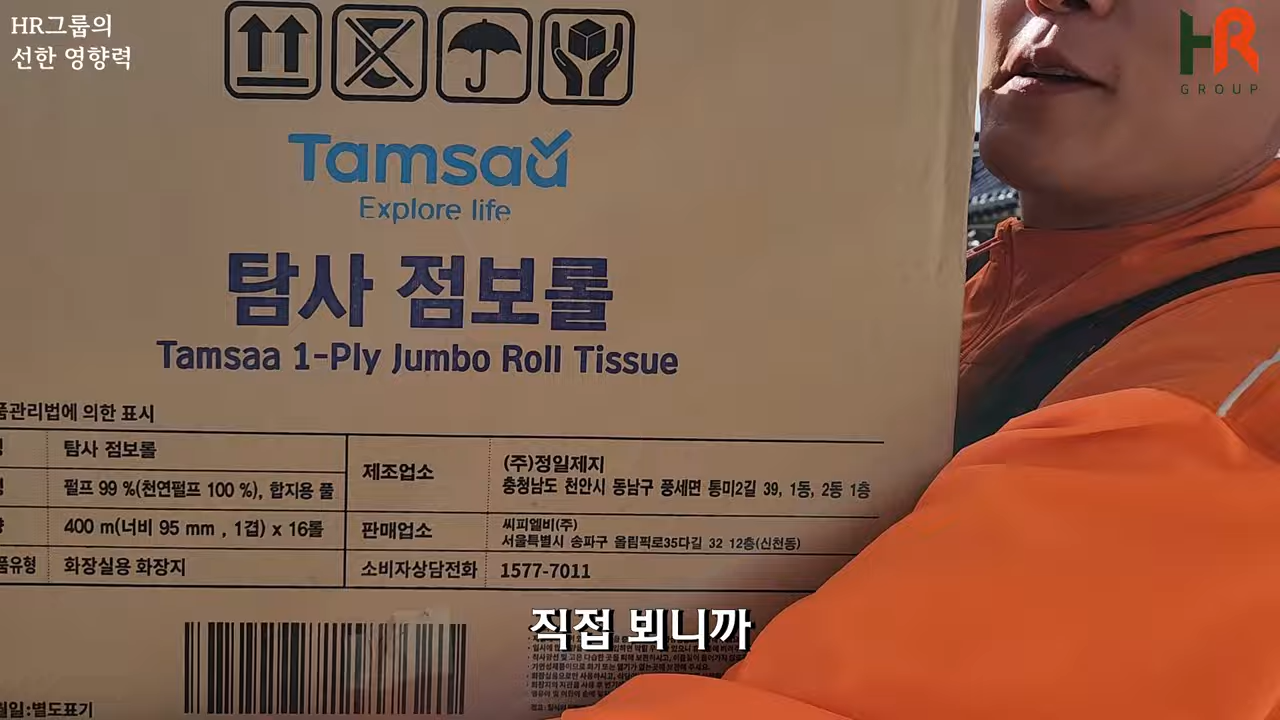 HR그룹의
선한 영향력
HR
GROUP
Tamsaa
Explore life
탐사 점보롤
Tamsaa 1-Ply Jumbo Roll Tissue
품관리법에 의한 표시
탐사 점보롤
펄프 99 %(천연펄프 100 %), 합지용 풀
400 m(너비 95 mm , 1겹) x 16롤
품유형 화장실용 화장지
제조업소 (주)정일제지
충청남도 천안시 동남구 풍세면 통미2길 39, 1동, 2동 1층
판매업소 씨피엘비(주)
서울특별시 송파구 올림픽로35다길 32 12층(신천동)
소비자상담전화 1577-7011
직접 뵈니까
월일:별도표기